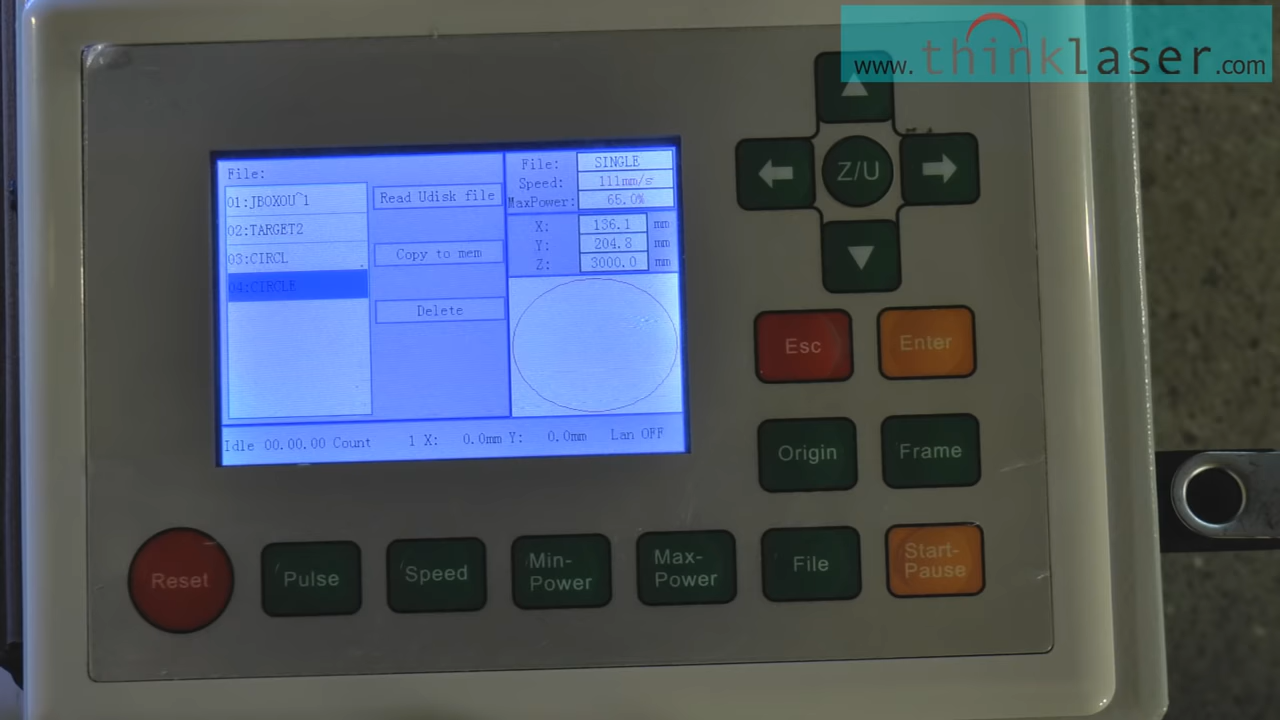 www.thinklaser.com
File:
01:JBOXOU~1
02:TARGET2
03:CIRCL
04:CIRCLE
Read Udisk file
Copy to mem
Delete
File: SINGLE
Speed: 111mm/s
MaxPower: 65.0%
X: 136.1 mm
Y: 204.8 mm
Z: 3000.0 mm
Idle 00.00.00 Count 1 X: 0.0mm Y: 0.0mm Lan OFF
Z/U
Esc
Enter
Origin
Frame
Reset
Pulse
Speed
Min-
Power
Max-
Power
File
Start-
Pause